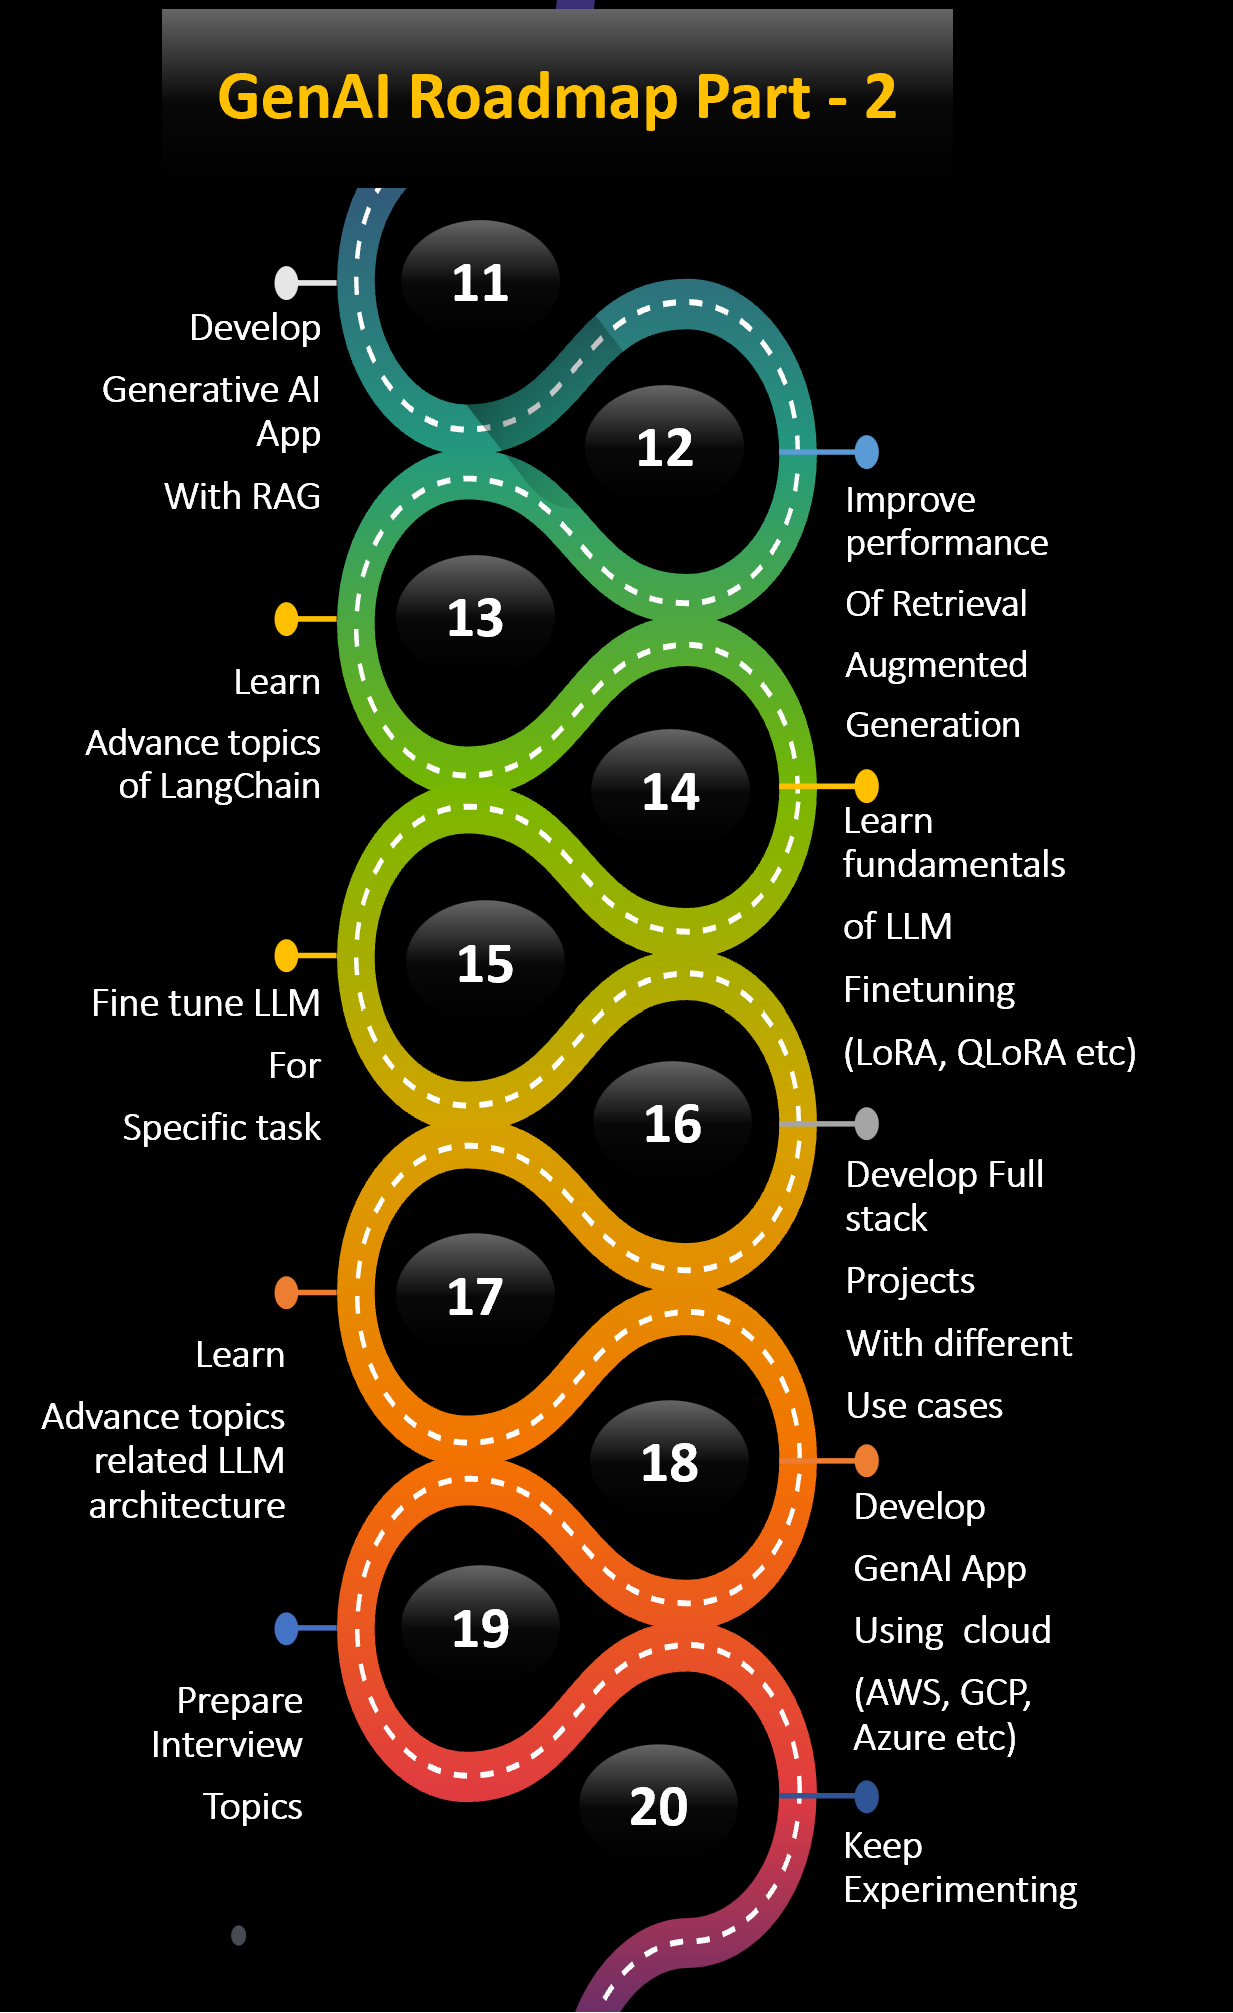 GenAI Roadmap Part - 2
11
Develop
Generative AI
App
With RAG
12
Improve
performance
Of Retrieval
Augmented
Generation
13
Learn
Advance topics
of LangChain
14
Learn
fundamentals
of LLM
Finetuning
(LoRA, QLoRA etc)
15
Fine tune LLM
For
Specific task
16
Develop Full
stack
Projects
With different
Use cases
17
Learn
Advance topics
related LLM
architecture
18
Develop
GenAI App
Using  cloud
(AWS, GCP,
Azure etc)
19
Prepare
Interview
Topics
20
Keep
Experimenting